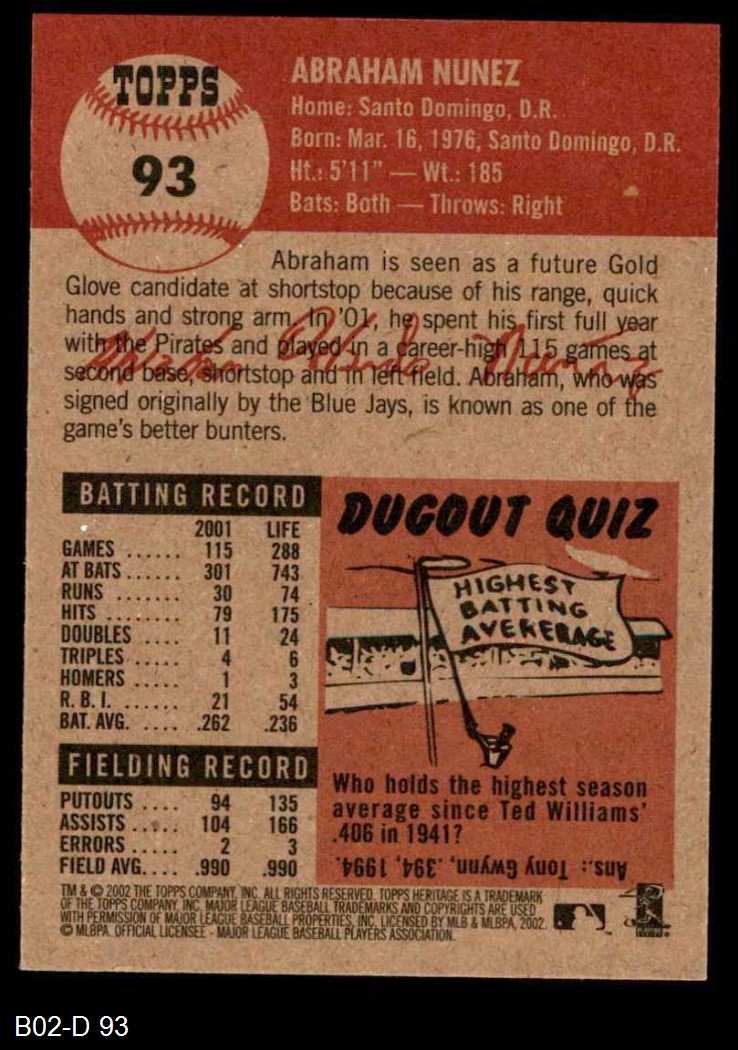 TOPPS
93
ABRAHAM NUNEZ
Home: Santo Domingo, D.R.
Born: Mar. 16, 1976, Santo Domingo, D.R.
Ht.: 5'11" — Wt.: 185
Bats: Both — Throws: Right
Abraham is seen as a future Gold
Glove candidate at shortstop because of his range, quick
hands and strong arm. In '01, he spent his first full year
with the Pirates and played in a career-high 115 games at
second base, shortstop and in left field. Abraham, who was
signed originally by the Blue Jays, is known as one of the
game's better bunters.
BATTING RECORD
2001 LIFE
GAMES ...... 115 288
AT BATS ..... 301 743
RUNS ....... 30 74
HITS ........ 79 175
DOUBLES .... 11 24
TRIPLES ..... 4 6
HOMERS ..... 1 3
R. B. I. ...... 21 54
BAT. AVG. .... .262 .236
FIELDING RECORD
PUTOUTS .... 94 135
ASSISTS ..... 104 166
ERRORS ..... 2 3
FIELD AVG.... .990 .990
DUGOUT QUIZ
HIGHEST
BATTING
AVEKERAGE
Who holds the highest season
average since Ted Williams'
.406 in 1941?
Ans.: Tony Gwynn, .394, 1994.
TM & © 2002 THE TOPPS COMPANY, INC. ALL RIGHTS RESERVED. TOPPS HERITAGE IS A TRADEMARK
OF THE TOPPS COMPANY, INC. MAJOR LEAGUE BASEBALL TRADEMARKS AND COPYRIGHTS ARE USED
WITH PERMISSION OF MAJOR LEAGUE BASEBALL PROPERTIES, INC. LICENSED BY MLB & MLBPA, 2002.
© MLBPA. OFFICIAL LICENSEE - MAJOR LEAGUE BASEBALL PLAYERS ASSOCIATION.
B02-D 93